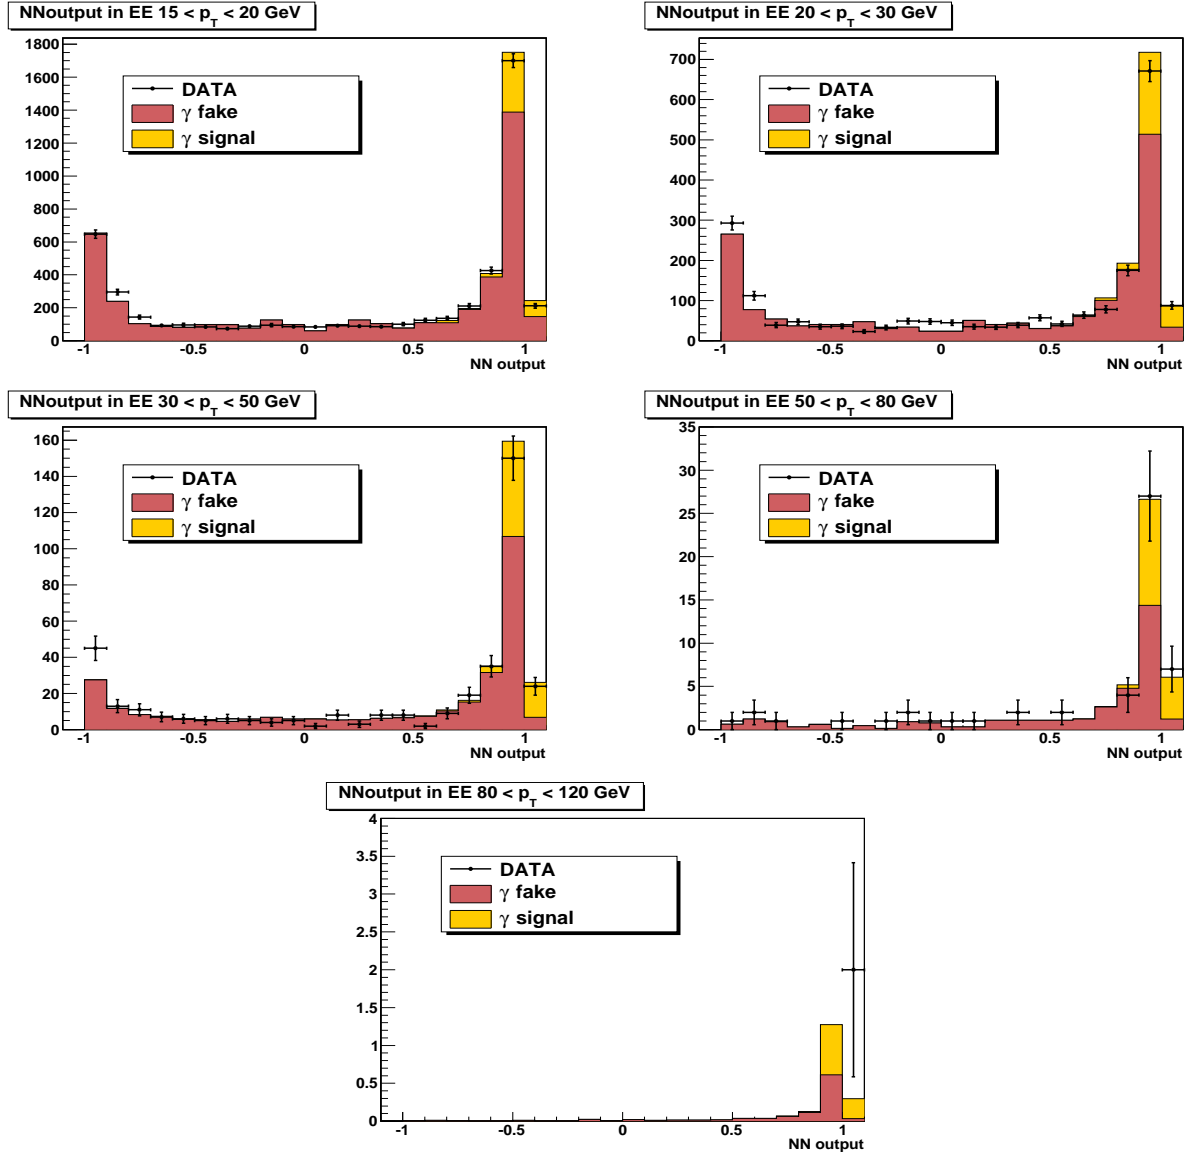 NNoutput in EE 15 < pT < 20 GeV
1800
1600
1400
1200
1000
800
600
400
200
0
DATA
γ fake
γ signal
-1
-0.5
0
0.5
1
NN output
NNoutput in EE 20 < pT < 30 GeV
700
600
500
400
300
200
100
0
DATA
γ fake
γ signal
-1
-0.5
0
0.5
1
NN output
NNoutput in EE 30 < pT < 50 GeV
160
140
120
100
80
60
40
20
0
DATA
γ fake
γ signal
-1
-0.5
0
0.5
1
NN output
NNoutput in EE 50 < pT < 80 GeV
35
30
25
20
15
10
5
0
DATA
γ fake
γ signal
-1
-0.5
0
0.5
1
NN output
NNoutput in EE 80 < pT < 120 GeV
4
3.5
3
2.5
2
1.5
1
0.5
0
DATA
γ fake
γ signal
-1
-0.5
0
0.5
1
NN output